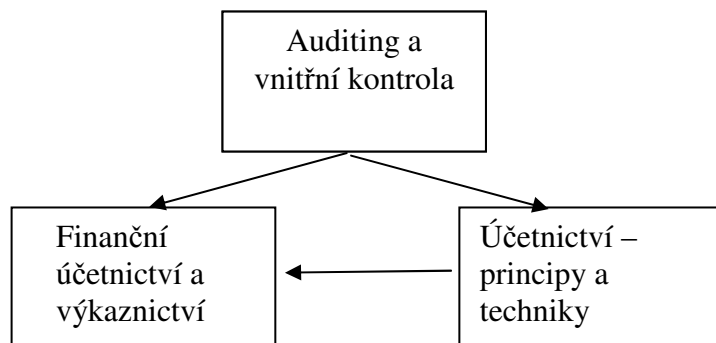 Auditing a
vnitřní kontrola
Finanční
účetnictví a
výkaznictví
Účetnictví –
principy a
techniky